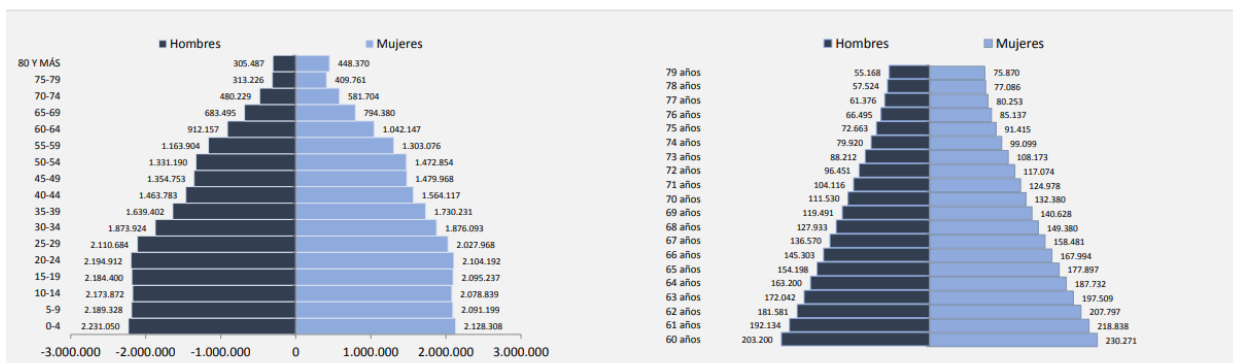 Hombres Mujeres
80 Y MÁS 305.487 448.370
75-79 313.226 409.761
70-74 480.229 581.704
65-69 683.495 794.380
60-64 912.157 1.042.147
55-59 1.163.904 1.303.076
50-54 1.331.190 1.472.854
45-49 1.354.753 1.479.968
40-44 1.463.783 1.564.117
35-39 1.639.402 1.730.231
30-34 1.873.924 1.876.093
25-29 2.110.684 2.027.968
20-24 2.194.912 2.104.192
15-19 2.184.400 2.095.237
10-14 2.173.872 2.078.839
5-9 2.189.328 2.091.199
0-4 2.231.050 2.128.308
-3.000.000 -2.000.000 -1.000.000 0 1.000.000 2.000.000 3.000.000
Hombres Mujeres
79 años 55.168 75.870
78 años 57.524 77.086
77 años 61.376 80.253
76 años 66.495 85.137
75 años 72.663 91.415
74 años 79.920 99.099
73 años 88.212 108.173
72 años 96.451 117.074
71 años 104.116 124.978
70 años 111.530 132.380
69 años 119.491 140.628
68 años 127.933 149.380
67 años 136.570 158.481
66 años 145.303 167.994
65 años 154.198 177.897
64 años 163.200 187.732
63 años 172.042 197.509
62 años 181.581 207.797
61 años 192.134 218.838
60 años 203.200 230.271